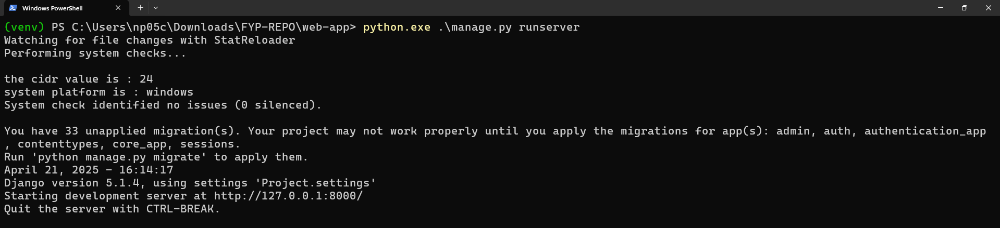 Windows PowerShell
(venv) PS C:\Users\np05c\Downloads\FYP-REPO\web-app> python.exe .\manage.py runserver
Watching for file changes with StatReloader
Performing system checks...
the cidr value is : 24
system platform is : windows
System check identified no issues (0 silenced).
You have 33 unapplied migration(s). Your project may not work properly until you apply the migrations for app(s): admin, auth, authentication_app
, contenttypes, core_app, sessions.
Run 'python manage.py migrate' to apply them.
April 21, 2025 - 16:14:17
Django version 5.1.4, using settings 'Project.settings'
Starting development server at http://127.0.0.1:8000/
Quit the server with CTRL-BREAK.